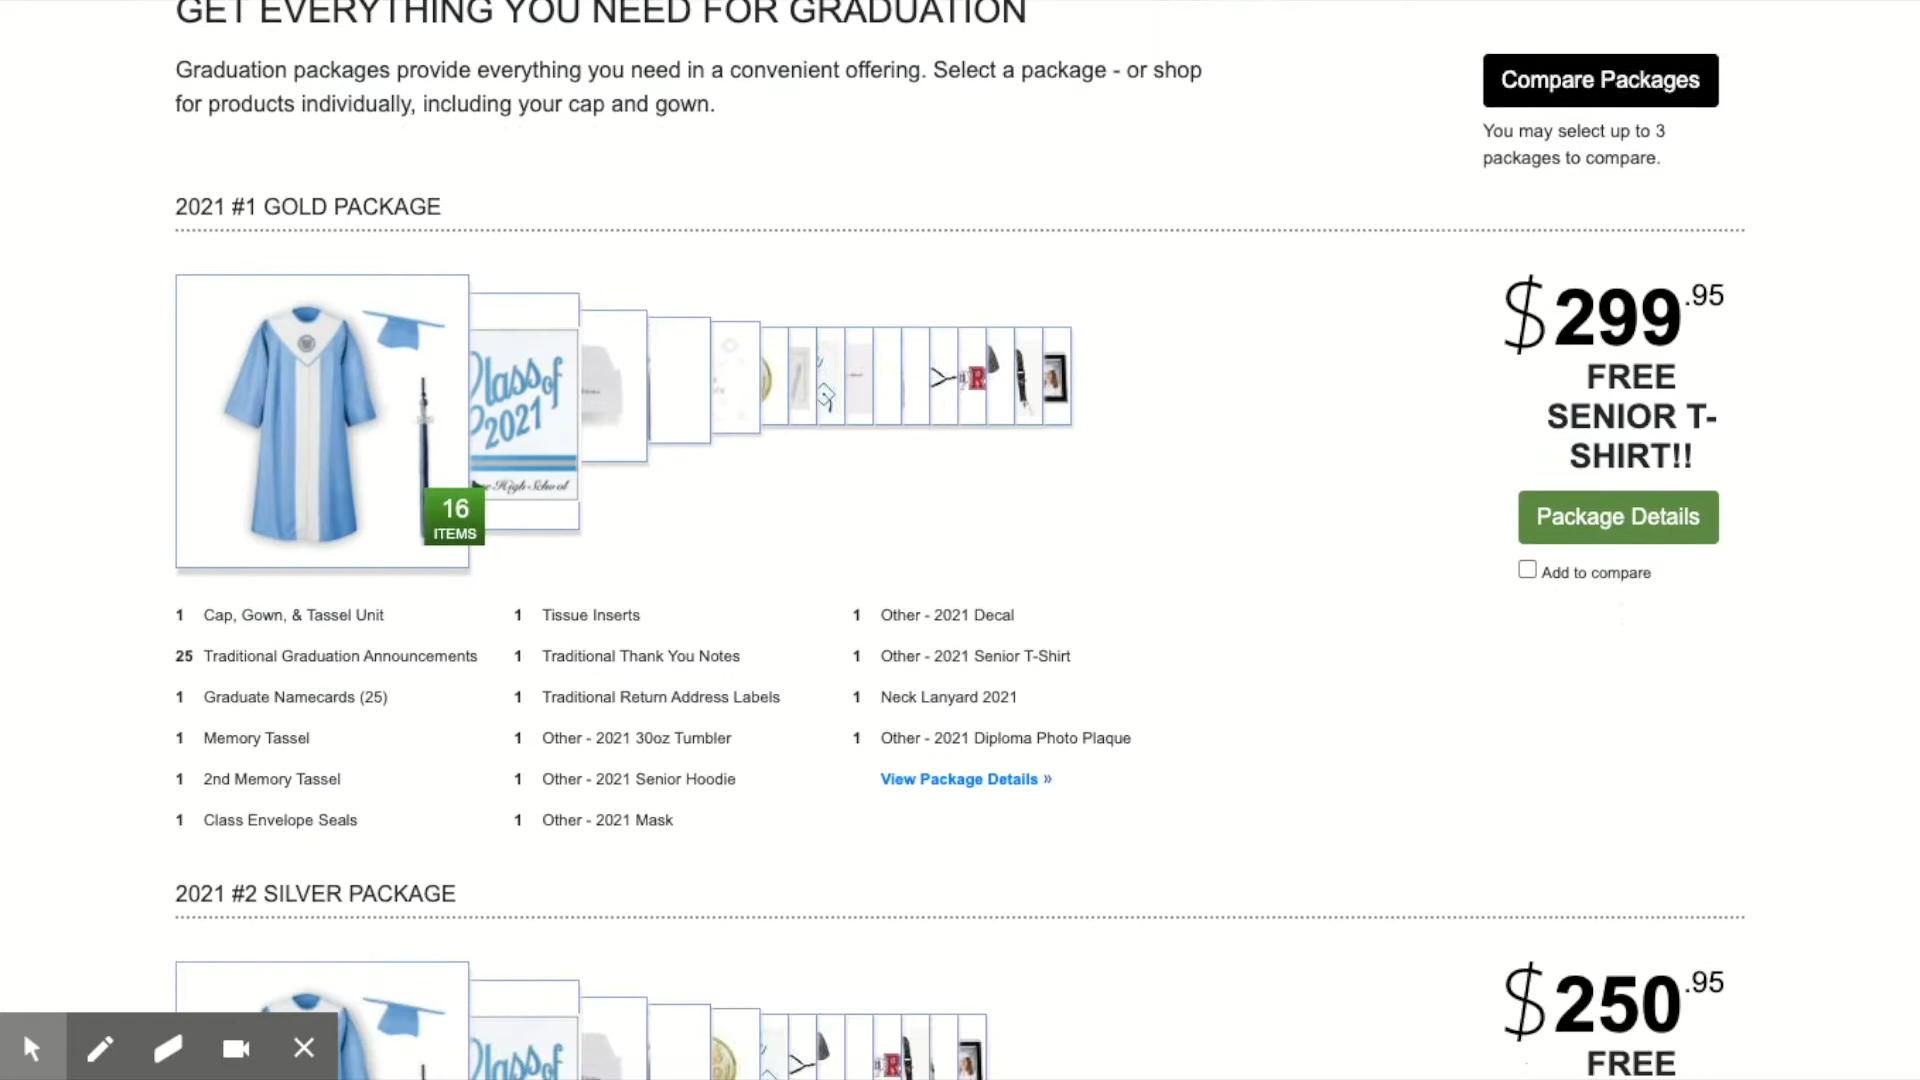 GET EVERYTHING YOU NEED FOR GRADUATION
Graduation packages provide everything you need in a convenient offering. Select a package - or shop
for products individually, including your cap and gown.
Compare Packages
You may select up to 3
packages to compare.
2021 #1 GOLD PACKAGE
Class of
2021
High School
16
ITEMS
$299.95
FREE
SENIOR T-
SHIRT!!
Package Details
Add to compare
1 Cap, Gown, & Tassel Unit
25 Traditional Graduation Announcements
1 Graduate Namecards (25)
1 Memory Tassel
1 2nd Memory Tassel
1 Class Envelope Seals
1 Tissue Inserts
1 Traditional Thank You Notes
1 Traditional Return Address Labels
1 Other - 2021 30oz Tumbler
1 Other - 2021 Senior Hoodie
1 Other - 2021 Mask
1 Other - 2021 Decal
1 Other - 2021 Senior T-Shirt
1 Neck Lanyard 2021
1 Other - 2021 Diploma Photo Plaque
View Package Details »
2021 #2 SILVER PACKAGE
Class of
$250.95
FREE